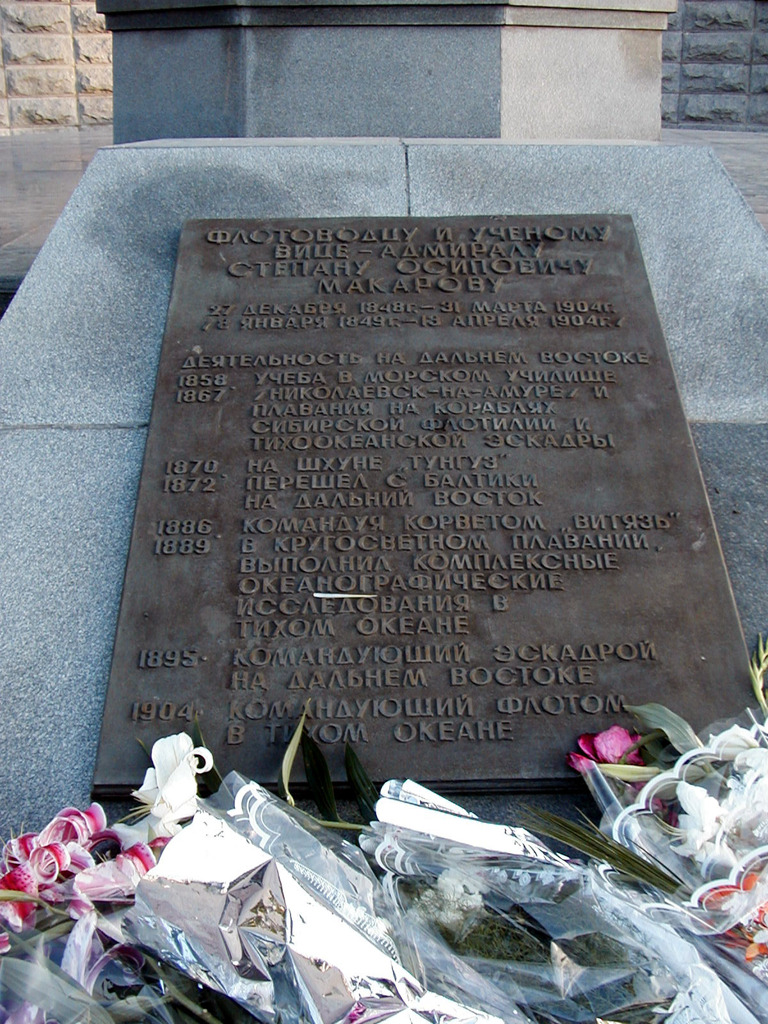 ФЛОТОВОДЦУ И УЧЕНОМУ
ВИЦЕ-АДМИРАЛУ
СТЕПАНУ ОСИПОВИЧУ
МАКАРОВУ
27 ДЕКАБРЯ 1848г.–31 МАРТА 1904г.
/8 ЯНВАРЯ 1849г.–13 АПРЕЛЯ 1904г./
ДЕЯТЕЛЬНОСТЬ НА ДАЛЬНЕМ ВОСТОКЕ
1858 УЧЕБА В МОРСКОМ УЧИЛИЩЕ
1867 /НИКОЛАЕВСК-НА-АМУРЕ/ И
ПЛАВАНИЯ НА КОРАБЛЯХ
СИБИРСКОЙ ФЛОТИЛИИ И
ТИХООКЕАНСКОЙ ЭСКАДРЫ
1870 НА ШХУНЕ „ТУНГУЗ"
1872 ПЕРЕШЕЛ С БАЛТИКИ
НА ДАЛЬНИЙ ВОСТОК
1886 КОМАНДУЯ КОРВЕТОМ „ВИТЯЗЬ"
1889 В КРУГОСВЕТНОМ ПЛАВАНИИ,
ВЫПОЛНИЛ КОМПЛЕКСНЫЕ
ОКЕАНОГРАФИЧЕСКИЕ
ИССЛЕДОВАНИЯ В
ТИХОМ ОКЕАНЕ
1895 КОМАНДУЮЩИЙ ЭСКАДРОЙ
НА ДАЛЬНЕМ ВОСТОКЕ
1904 КОМАНДУЮЩИЙ ФЛОТОМ
В ТИХОМ ОКЕАНЕ